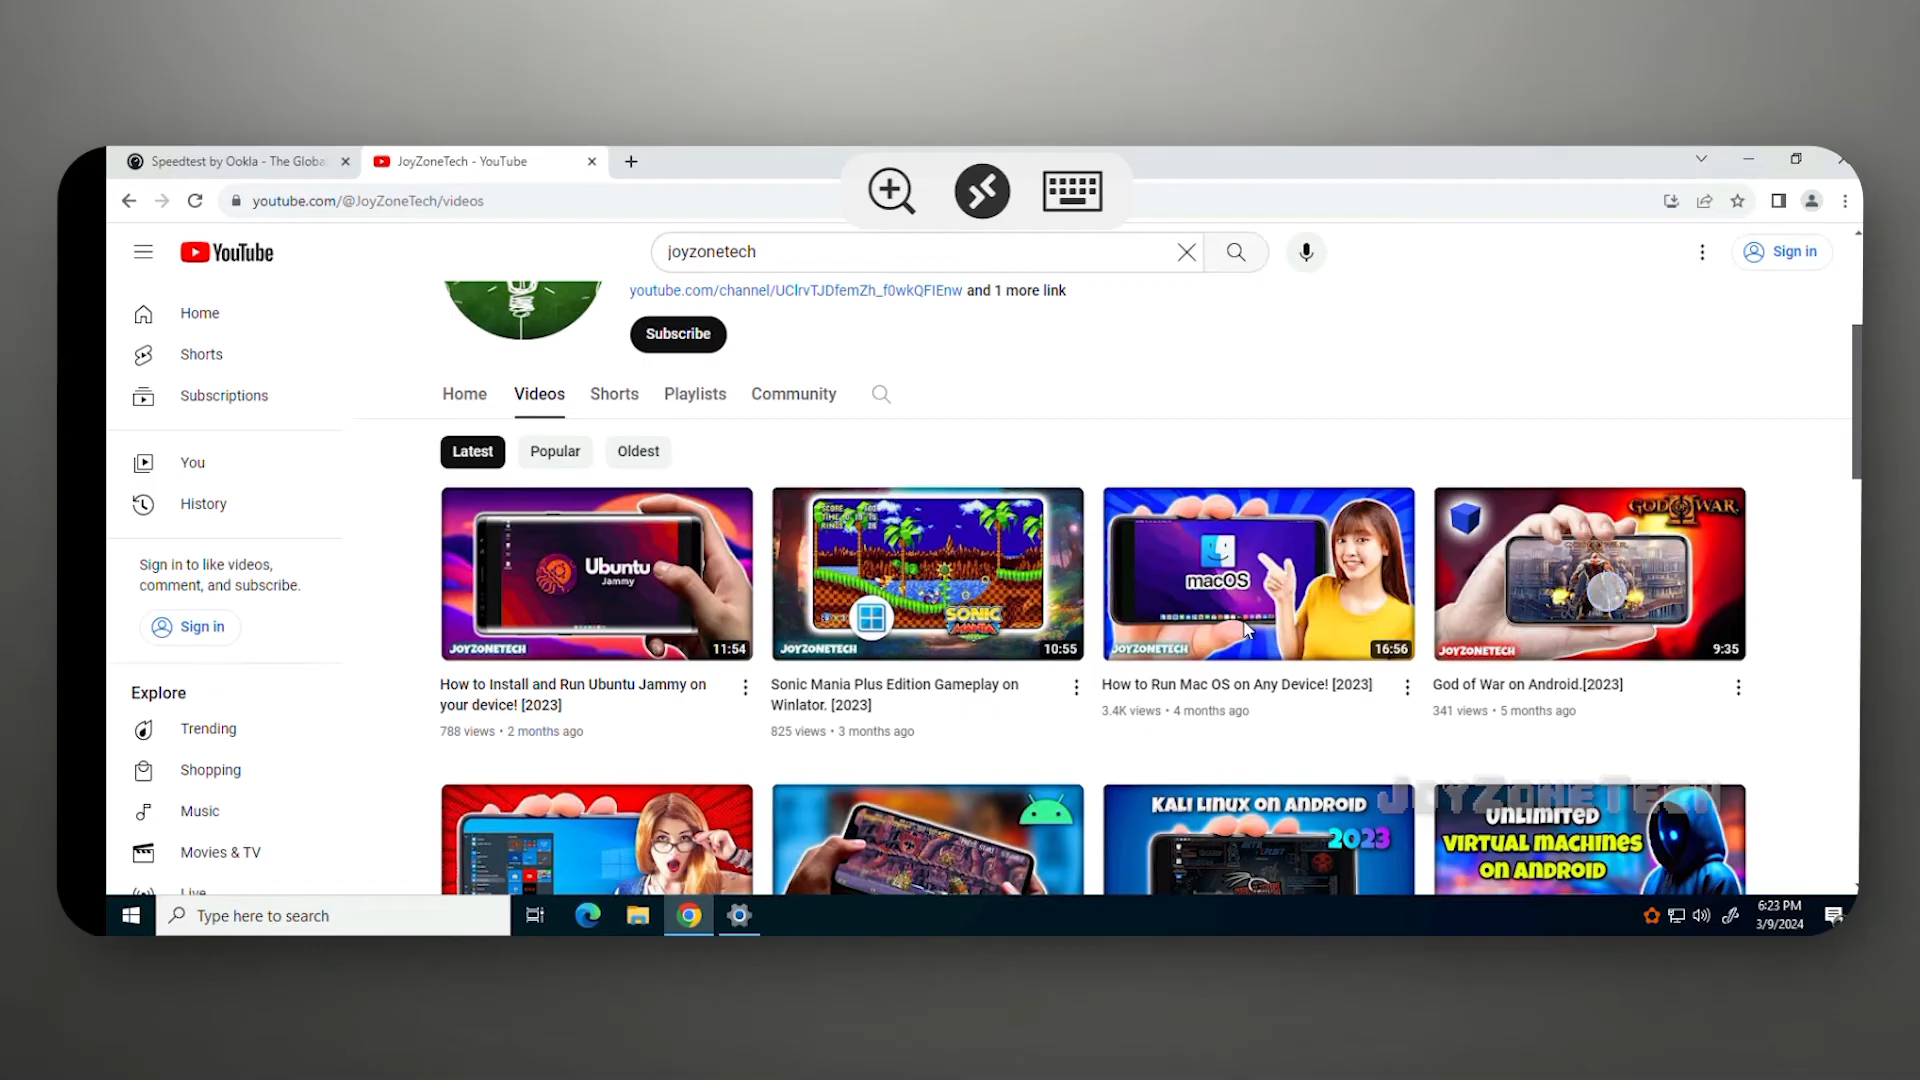 Speedtest by Ookla - The Globa
JoyZoneTech - YouTube
youtube.com/@JoyZoneTech/videos
YouTube
joyzonetech
Sign in
youtube.com/channel/UClrvTJDfemZh_f0wkQFIEnw and 1 more link
Subscribe
Home
Shorts
Subscriptions
You
History
Sign in to like videos,
comment, and subscribe.
Sign in
Explore
Trending
Shopping
Music
Movies & TV
Live
Home Videos Shorts Playlists Community
Latest Popular Oldest
Ubuntu
Jammy
JOYZONETECH
11:54
SCORE
TIME
RINGS
SONIC
MANIA
JOYZONETECH
10:55
macOS
JOYZONETECH
16:56
GOD OF WAR
JOYZONETECH
9:35
How to Install and Run Ubuntu Jammy on
your device! [2023]
788 views • 2 months ago
Sonic Mania Plus Edition Gameplay on
Winlator. [2023]
825 views • 3 months ago
How to Run Mac OS on Any Device! [2023]
3.4K views • 4 months ago
God of War on Android.[2023]
341 views • 5 months ago
KALI LINUX ON ANDROID
2023
JoyZoneTech
UNLIMITED
VIRTUAL MACHINES
ON ANDROID
Type here to search
6:23 PM
3/9/2024